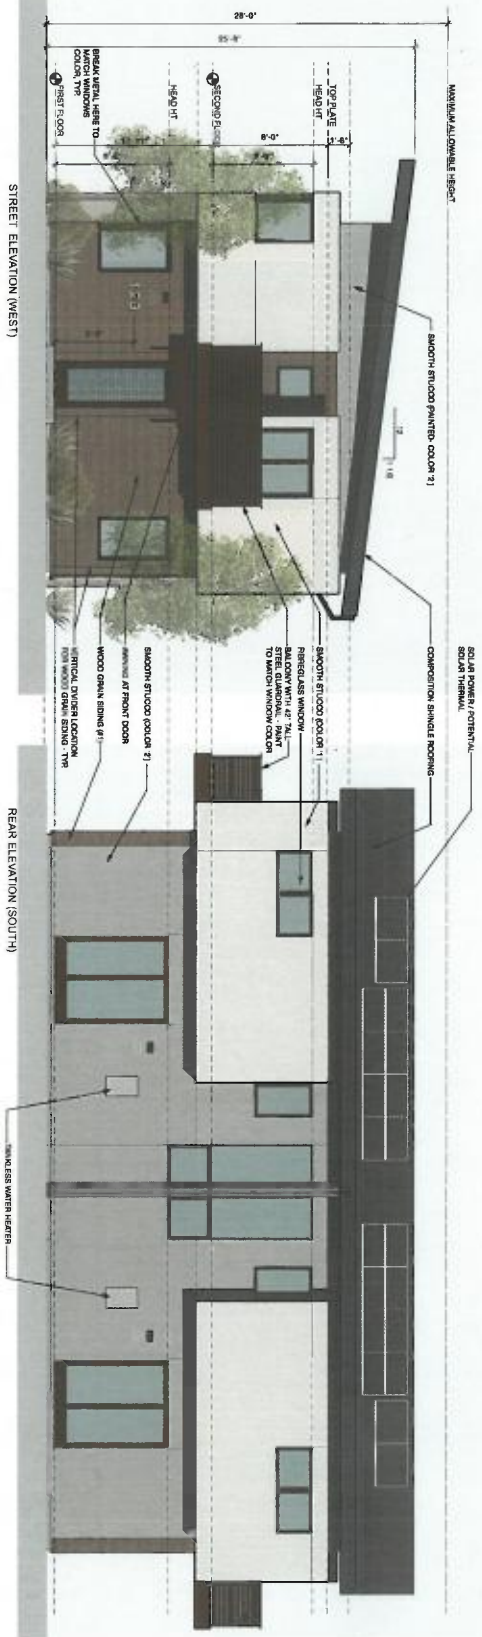 28'-0"
25'-8"
MAXIMUM ALLOWABLE HEIGHT
TOP PLATE
HEAD HT
1'-6"
8'-0"
SECOND FLOOR
HEAD HT
FIRST FLOOR
BREAK METAL HERE TO
MATCH WINDOWS
COLOR, TYP.
SMOOTH STUCCO (PAINTED- COLOR '2')
12
COMPOSITION SHINGLE ROOFING
SOLAR POWER / POTENTIAL
SOLAR THERMAL
SMOOTH STUCCO (COLOR '1')
FIBREGLASS WINDOW
BALCONY WITH 42" TALL
STEEL GUARDRAIL - PAINT
TO MATCH WINDOW COLOR
SMOOTH STUCCO (COLOR '2')
AWNING AT FRONT DOOR
WOOD GRAIN SIDING (#1)
VERTICAL DIVIDER LOCATION
FOR WOOD GRAIN SIDING - TYP.
TANKLESS WATER HEATER
STREET ELEVATION (WEST)
REAR ELEVATION (SOUTH)